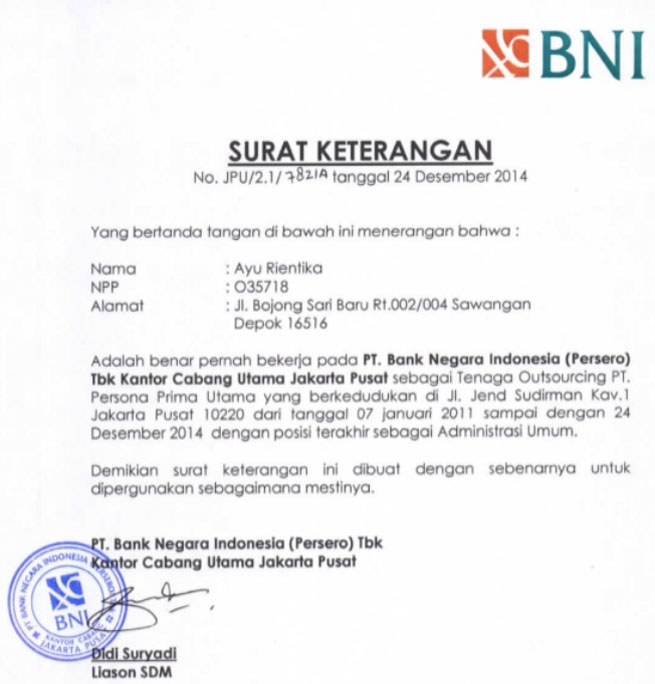 BNI
SURAT KETERANGAN
No. JPU/2.1/7821A tanggal 24 Desember 2014
Yang bertanda tangan di bawah ini menerangan bahwa :
Nama : Ayu Rientika
NPP : O35718
Alamat : Jl. Bojong Sari Baru Rt.002/004 Sawangan
Depok 16516
Adalah benar pernah bekerja pada PT. Bank Negara Indonesia (Persero)
Tbk Kantor Cabang Utama Jakarta Pusat sebagai Tenaga Outsourcing PT.
Persona Prima Utama yang berkedudukan di Jl. Jend Sudirman Kav.1
Jakarta Pusat 10220 dari tanggal 07 januari 2011 sampai dengan 24
Desember 2014 dengan posisi terakhir sebagai Administrasi Umum.
Demikian surat keterangan ini dibuat dengan sebenarnya untuk
dipergunakan sebagaimana mestinya.
PT. Bank Negara Indonesia (Persero) Tbk
Kantor Cabang Utama Jakarta Pusat
PT BANK NEGARA INDONESIA PERSERO
BNI
KANTOR CABANG
JAKARTA PUSAT
Didi Suryadi
Liason SDM